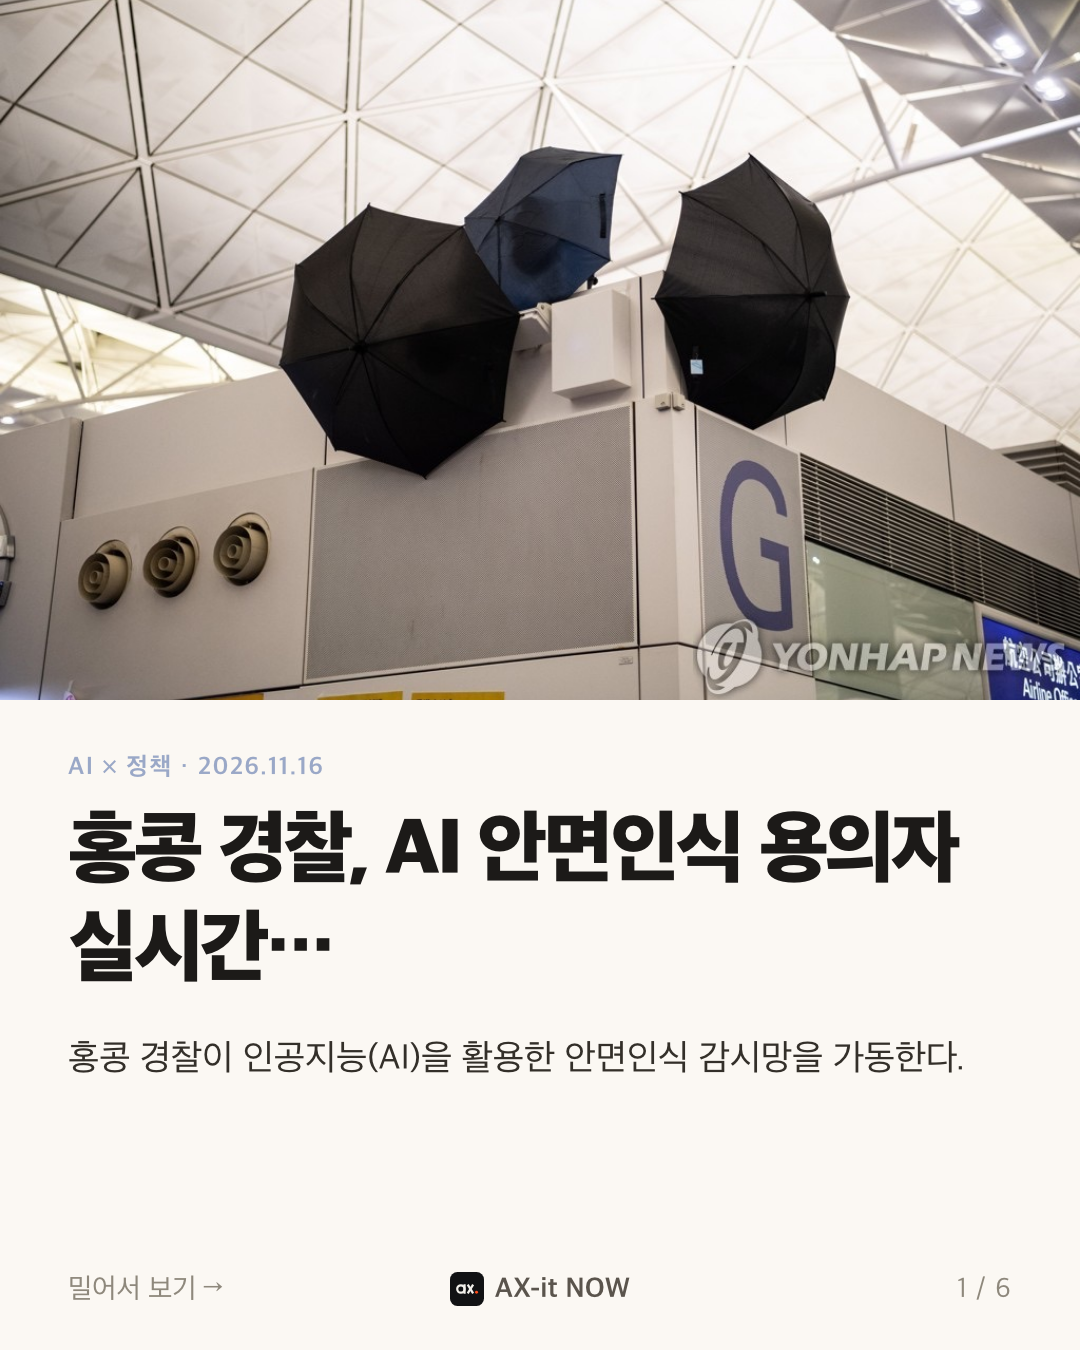 G
YONHAP NEWS
Airline Offi
AI × 정책 · 2026.11.16
홍콩 경찰, AI 안면인식 용의자
실시간…
홍콩 경찰이 인공지능(AI)을 활용한 안면인식 감시망을 가동한다.
밀어서 보기 →
ax. AX-it NOW
1 / 6